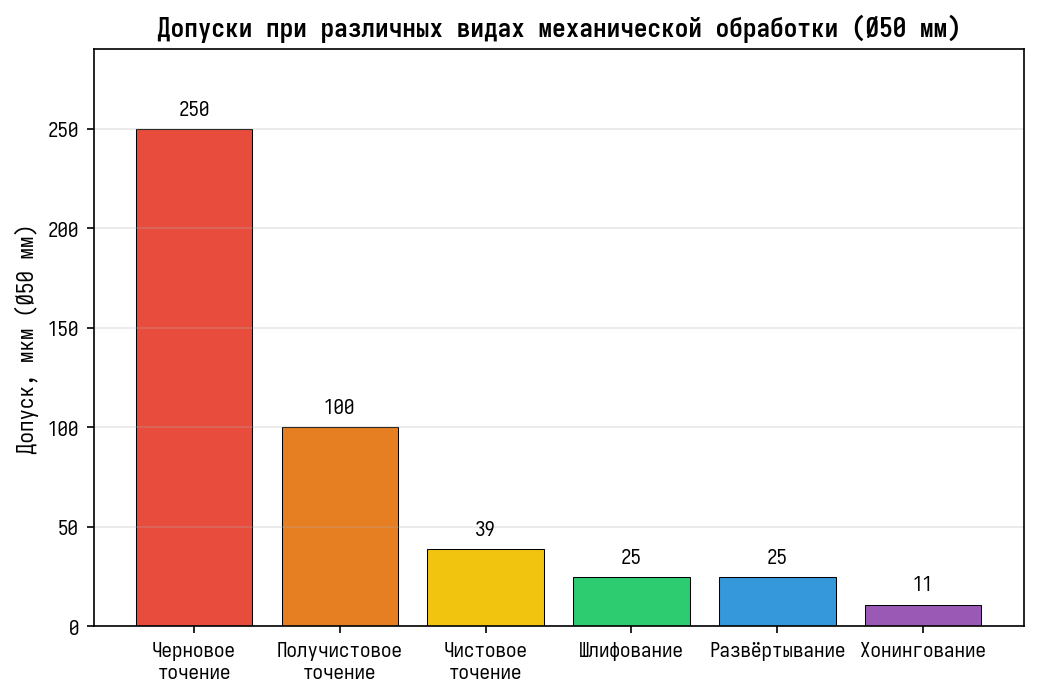 Допуски при различных видах механической обработки (Ø50 мм)
Допуск, мкм (Ø50 мм)
250
200
150
100
50
0
250
100
39
25
25
11
Черновое
точение
Получистовое
точение
Чистовое
точение
Шлифование
Развёртывание
Хонингование